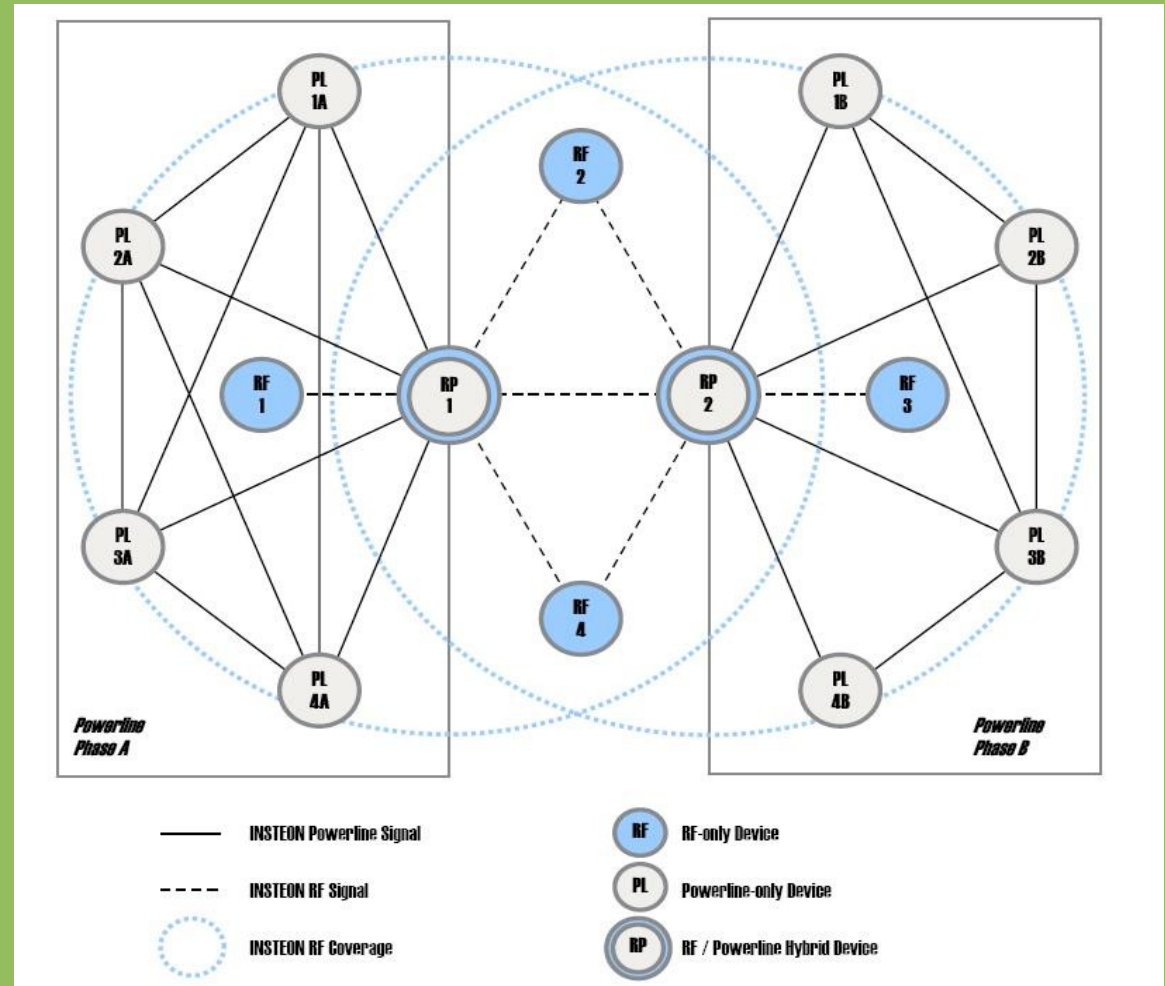 PL
1A
PL
1B
RF
2
PL
2A
PL
2B
RF
1
RP
1
RP
2
RF
3
PL
3A
PL
3B
RF
4
PL
4A
PL
4B
Powerline
Phase A
Powerline
Phase B
INSTEON Powerline Signal
RF
RF-only Device
INSTEON RF Signal
PL
Powerline-only Device
INSTEON RF Coverage
RP
RF / Powerline Hybrid Device